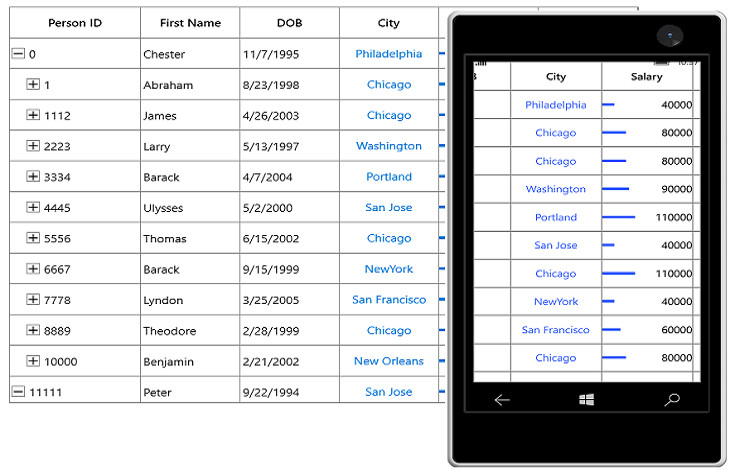 Person ID First Name DOB City
0 Chester 11/7/1995 Philadelphia
1 Abraham 8/23/1998 Chicago
1112 James 4/26/2003 Chicago
2223 Larry 5/13/1997 Washington
3334 Barack 4/7/2004 Portland
4445 Ulysses 5/2/2000 San Jose
5556 Thomas 6/15/2002 Chicago
6667 Barack 9/15/1999 NewYork
7778 Lyndon 3/25/2005 San Francisco
8889 Theodore 2/28/1999 Chicago
10000 Benjamin 2/21/2002 New Orleans
11111 Peter 9/22/1994 San Jose
City Salary
Philadelphia 40000
Chicago 80000
Chicago 80000
Washington 90000
Portland 110000
San Jose 40000
Chicago 110000
NewYork 40000
San Francisco 60000
Chicago 80000